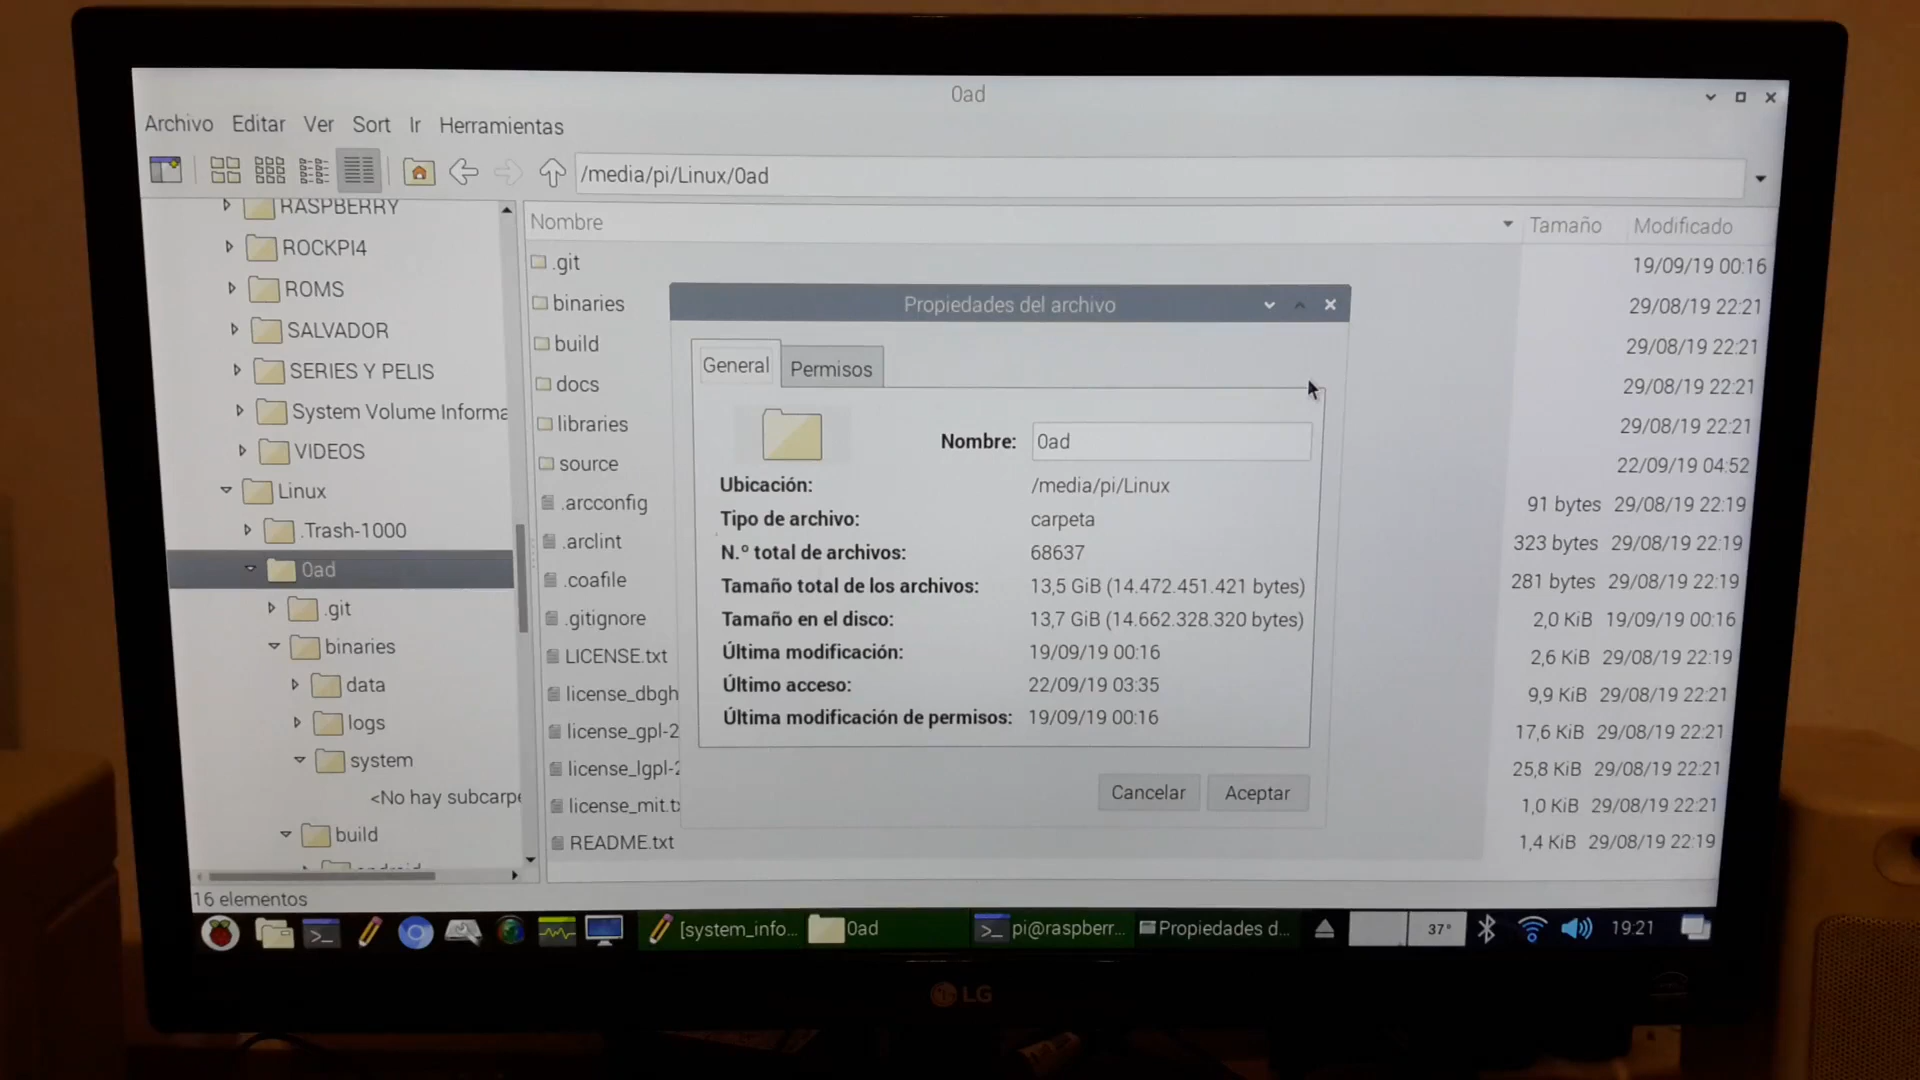 0ad
Archivo Editar Ver Sort Ir Herramientas
/media/pi/Linux/0ad
RASPBERRY
ROCKPI4
ROMS
SALVADOR
SERIES Y PELIS
System Volume Informa
VIDEOS
Linux
.Trash-1000
0ad
.git
binaries
data
logs
system
<No hay subcarpe
build
16 elementos
Nombre Tamaño Modificado
.git 19/09/19 00:16
binaries 29/08/19 22:21
build 29/08/19 22:21
docs 29/08/19 22:21
libraries 29/08/19 22:21
source 22/09/19 04:52
.arcconfig 91 bytes 29/08/19 22:19
.arclint 323 bytes 29/08/19 22:19
.coafile 281 bytes 29/08/19 22:19
.gitignore 2,0 KiB 19/09/19 00:16
LICENSE.txt 2,6 KiB 29/08/19 22:19
license_dbgh 9,9 KiB 29/08/19 22:21
license_gpl-2 17,6 KiB 29/08/19 22:21
license_lgpl-2 25,8 KiB 29/08/19 22:21
license_mit.tx 1,0 KiB 29/08/19 22:21
README.txt 1,4 KiB 29/08/19 22:19
Propiedades del archivo
General Permisos
Nombre: 0ad
Ubicación: /media/pi/Linux
Tipo de archivo: carpeta
N.º total de archivos: 68637
Tamaño total de los archivos: 13,5 GiB (14.472.451.421 bytes)
Tamaño en el disco: 13,7 GiB (14.662.328.320 bytes)
Última modificación: 19/09/19 00:16
Último acceso: 22/09/19 03:35
Última modificación de permisos: 19/09/19 00:16
Cancelar Aceptar
[system_info... 0ad pi@raspberr... Propiedades d... 37° 19:21
LG